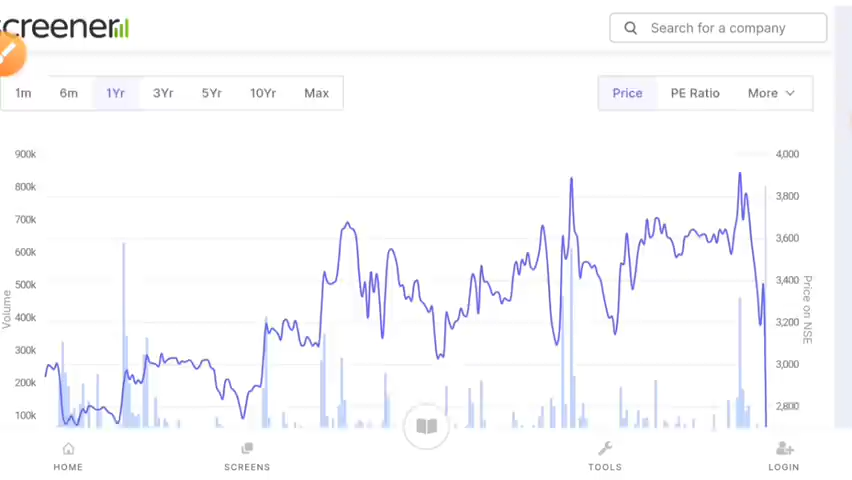 screener
Search for a company
1m 6m 1Yr 3Yr 5Yr 10Yr Max
Price PE Ratio More
900k 4,000
800k 3,800
700k
600k 3,600
500k 3,400
400k 3,200
300k 3,000
200k 2,800
100k
Volume
Price on NSE
HOME SCREENS TOOLS LOGIN